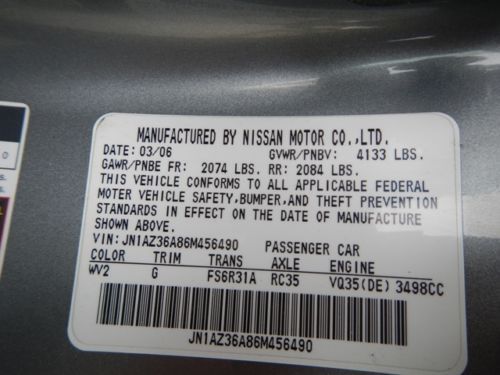 MANUFACTURED BY NISSAN MOTOR CO.,LTD.
DATE: 03/06 GVWR/PNBV: 4133 LBS.
GAWR/PNBE FR: 2074 LBS. RR: 2084 LBS.
THIS VEHICLE CONFORMS TO ALL APPLICABLE FEDERAL
MOTER VEHICLE SAFETY,BUMPER,AND THEFT PREVENTION
STANDARDS IN EFFECT ON THE DATE OF MANUFACTURE
SHOWN ABOVE.
VIN: JN1AZ36A86M456490 PASSENGER CAR
COLOR TRIM TRANS AXLE ENGINE
WV2 G FS6R31A RC35 VQ35(DE) 3498CC
JN1AZ36A86M456490